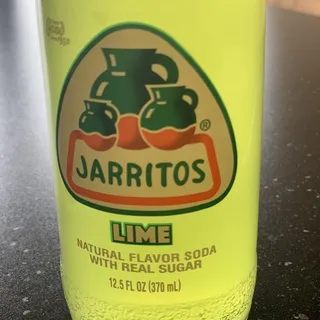 JARRITOS
®
LIME
NATURAL FLAVOR SODA
WITH REAL SUGAR
12.5 FL OZ (370 mL)